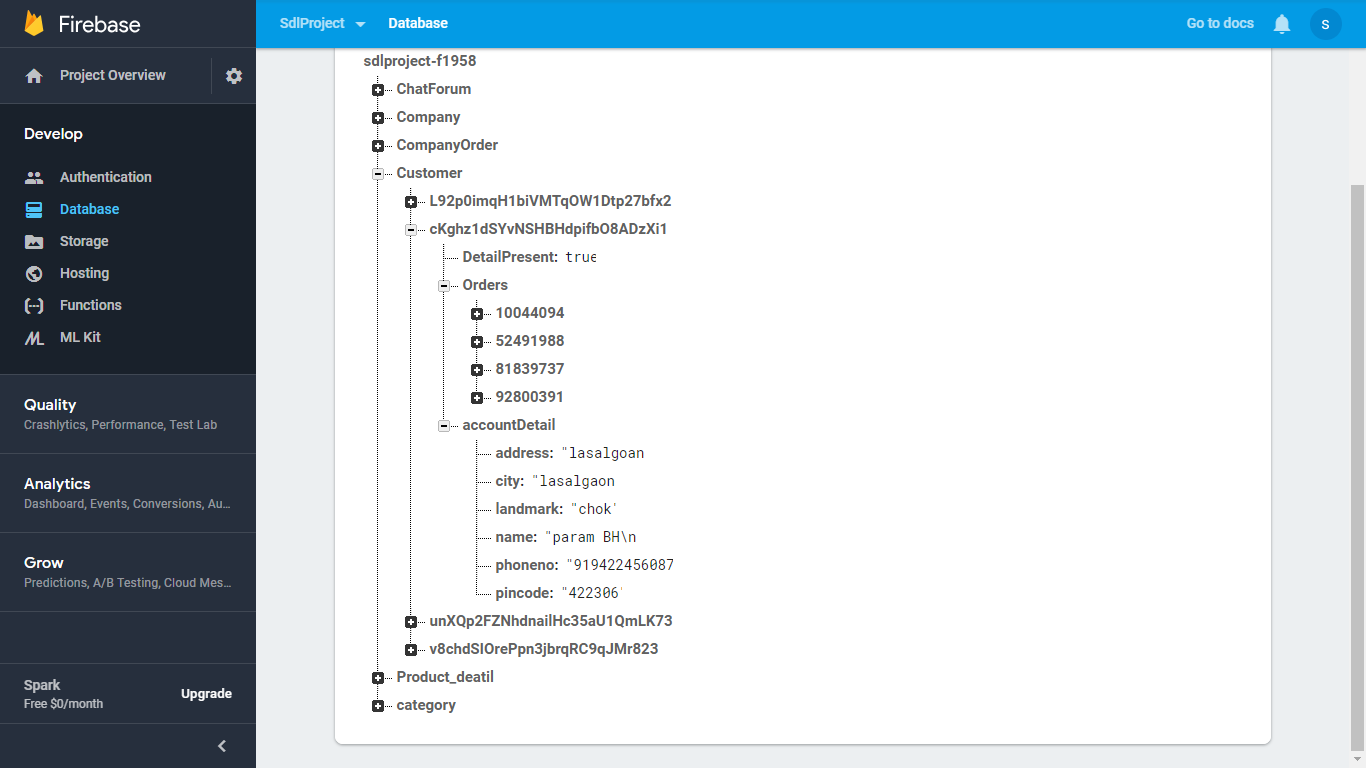 Firebase
Project Overview
Develop
Authentication
Database
Storage
Hosting
Functions
ML Kit
Quality
Crashlytics, Performance, Test Lab
Analytics
Dashboard, Events, Conversions, Au...
Grow
Predictions, A/B Testing, Cloud Mes...
Spark
Free $0/month
Upgrade
SdlProject
Database
Go to docs
S
sdlproject-f1958
ChatForum
Company
CompanyOrder
Customer
L92p0imqH1biVMTqOW1Dtp27bfx2
cKghz1dSYvNSHBHdpifbO8ADzXi1
DetailPresent: true
Orders
10044094
52491988
81839737
92800391
accountDetail
address: "lasalgoan
city: "lasalgaon
landmark: "chok"
name: "param BH\n
phoneno: "919422456087
pincode: "422306"
unXQp2FZNhdnailHc35aU1QmLK73
v8chdSlOrePpn3jbrqRC9qJMr823
Product_deatil
category